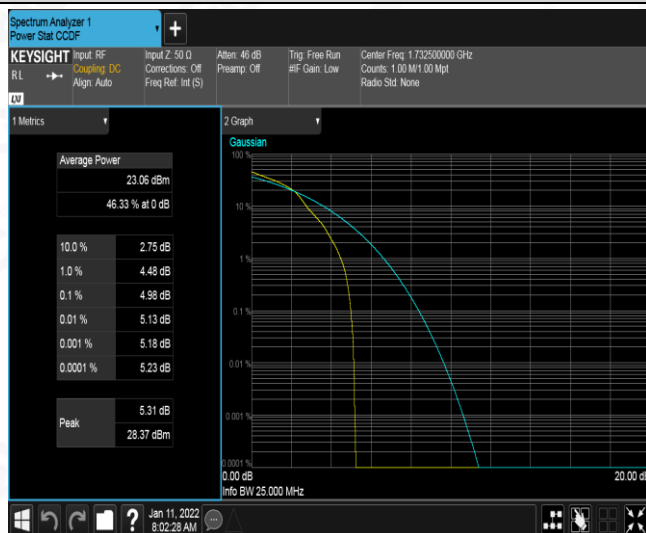 Spectrum Analyzer 1
Power Stat CCDF
KEYSIGHT
RL
LXI
Input: RF
Coupling: DC
Align: Auto
Input Z: 50 Ω
Corrections: Off
Freq Ref: Int (S)
Atten: 46 dB
Preamp: Off
Trig: Free Run
#IF Gain: Low
Center Freq: 1.732500000 GHz
Counts: 1.00 M/1.00 Mpt
Radio Std: None
1 Metrics
Average Power
23.06 dBm
46.33 % at 0 dB
10.0 % 2.75 dB
1.0 % 4.48 dB
0.1 % 4.98 dB
0.01 % 5.13 dB
0.001 % 5.18 dB
0.0001 % 5.23 dB
Peak
5.31 dB
28.37 dBm
2 Graph
Gaussian
100 %
10 %
1 %
0.1 %
0.01 %
0.001 %
0.0001 %
0.00 dB 20.00 dB
Info BW 25.000 MHz
?
Jan 11, 2022
8:02:28 AM